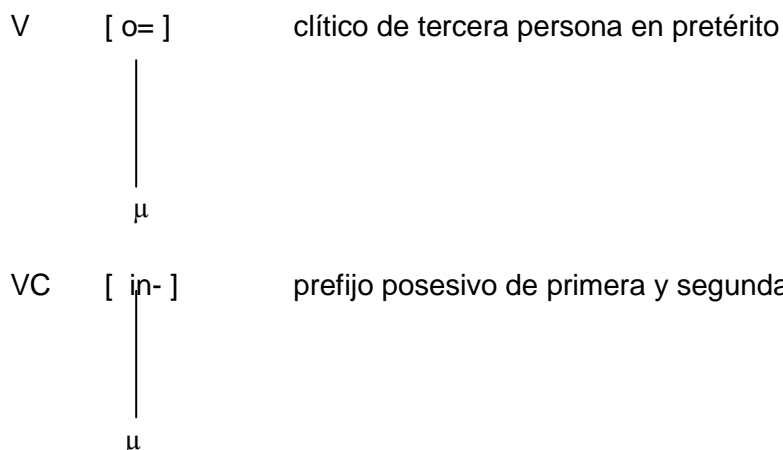 V [ o= ] clítico de tercera persona en pretérito
μ
VC [ in- ] prefijo posesivo de primera y segunda
μ